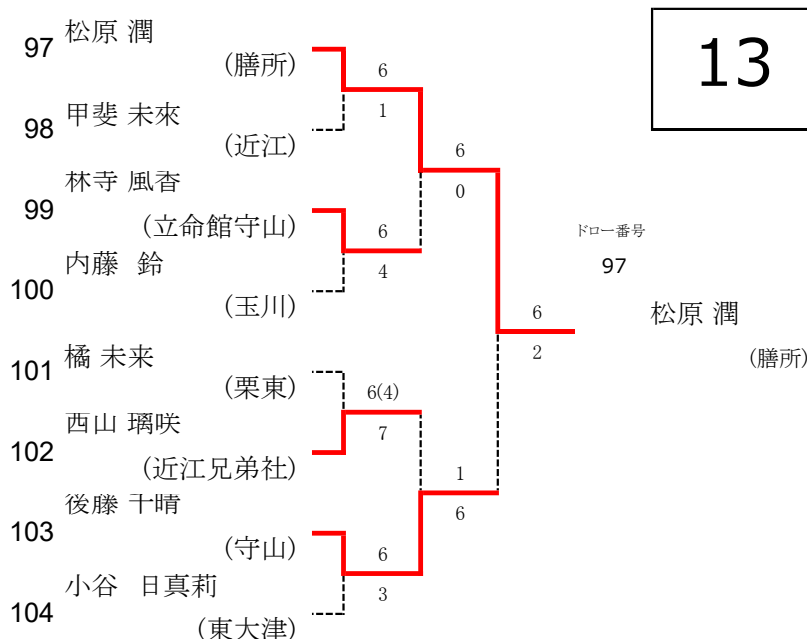 13
97 松原 潤
(膳所)
98 甲斐 未來
(近江)
99 林寺 風香
(立命館守山)
100 内藤 鈴
(玉川)
101 橘 未来
(栗東)
102 西山 璃咲
(近江兄弟社)
103 後藤 千晴
(守山)
104 小谷 日真莉
(東大津)
6
1
6
4
6(4)
7
6
3
6
0
1
6
6
2
ドロー番号
97
松原 潤
(膳所)